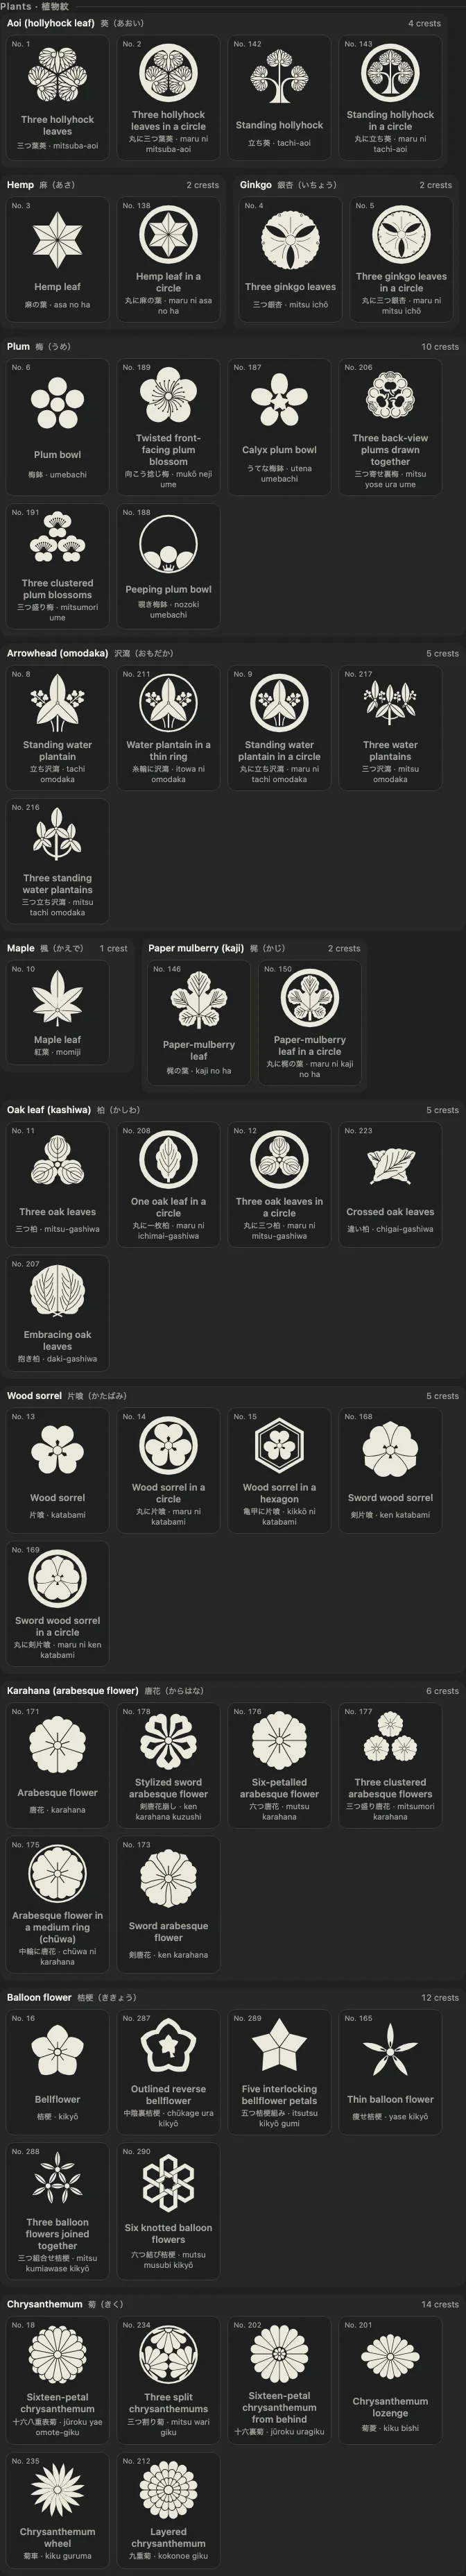 Plants · 植物紋
Aoi (hollyhock leaf) 葵（あおい） 4 crests
No. 1
Three hollyhock
leaves
三つ葉葵 · mitsuba-aoi
No. 2
Three hollyhock
leaves in a circle
丸に三つ葉葵 · maru ni
mitsuba-aoi
No. 142
Standing hollyhock
立ち葵 · tachi-aoi
No. 143
Standing hollyhock
in a circle
丸に立ち葵 · maru ni
tachi-aoi
Hemp 麻（あさ） 2 crests
No. 3
Hemp leaf
麻の葉 · asa no ha
No. 138
Hemp leaf in a
circle
丸に麻の葉 · maru ni asa
no ha
Ginkgo 銀杏（いちょう） 2 crests
No. 4
Three ginkgo leaves
三つ銀杏 · mitsu ichō
No. 5
Three ginkgo leaves
in a circle
丸に三つ銀杏 · maru ni
mitsu ichō
Plum 梅（うめ） 10 crests
No. 6
Plum bowl
梅鉢 · umebachi
No. 189
Twisted front-
facing plum
blossom
向こう捻じ梅 · mukō neji
ume
No. 187
Calyx plum bowl
うてな梅鉢 · utena
umebachi
No. 206
Three back-view
plums drawn
together
三つ寄せ裏梅 · mitsu
yose ura ume
No. 191
Three clustered
plum blossoms
三つ盛り梅 · mitsumori
ume
No. 188
Peeping plum bowl
覗き梅鉢 · nozoki
umebachi
Arrowhead (omodaka) 沢瀉（おもだか） 5 crests
No. 8
Standing water
plantain
立ち沢瀉 · tachi
omodaka
No. 211
Water plantain in a
thin ring
糸輪に沢瀉 · itowa ni
omodaka
No. 9
Standing water
plantain in a circle
丸に立ち沢瀉 · maru ni
tachi omodaka
No. 217
Three water
plantains
三つ沢瀉 · mitsu
omodaka
No. 216
Three standing
water plantains
三つ立ち沢瀉 · mitsu
tachi omodaka
Maple 楓（かえで） 1 crest
No. 10
Maple leaf
紅葉 · momiji
Paper mulberry (kaji) 梶（かじ） 2 crests
No. 146
Paper-mulberry
leaf
梶の葉 · kaji no ha
No. 150
Paper-mulberry
leaf in a circle
丸に梶の葉 · maru ni kaji
no ha
Oak leaf (kashiwa) 柏（かしわ） 5 crests
No. 11
Three oak leaves
三つ柏 · mitsu-gashiwa
No. 208
One oak leaf in a
circle
丸に一枚柏 · maru ni
ichimai-gashiwa
No. 12
Three oak leaves in
a circle
丸に三つ柏 · maru ni
mitsu-gashiwa
No. 223
Crossed oak leaves
違い柏 · chigai-gashiwa
No. 207
Embracing oak
leaves
抱き柏 · daki-gashiwa
Wood sorrel 片喰（かたばみ） 5 crests
No. 13
Wood sorrel
片喰 · katabami
No. 14
Wood sorrel in a
circle
丸に片喰 · maru ni
katabami
No. 15
Wood sorrel in a
hexagon
亀甲に片喰 · kikkō ni
katabami
No. 168
Sword wood sorrel
剣片喰 · ken katabami
No. 169
Sword wood sorrel
in a circle
丸に剣片喰 · maru ni ken
katabami
Karahana (arabesque flower) 唐花（からはな） 6 crests
No. 171
Arabesque flower
唐花 · karahana
No. 178
Stylized sword
arabesque flower
剣唐花崩し · ken
karahana kuzushi
No. 176
Six-petalled
arabesque flower
六つ唐花 · mutsu
karahana
No. 177
Three clustered
arabesque flowers
三つ盛り唐花 · mitsumori
karahana
No. 175
Arabesque flower in
a medium ring
(chūwa)
中輪に唐花 · chūwa ni
karahana
No. 173
Sword arabesque
flower
剣唐花 · ken karahana
Balloon flower 桔梗（ききょう） 12 crests
No. 16
Bellflower
桔梗 · kikyō
No. 287
Outlined reverse
bellflower
中陰裏桔梗 · chūkage ura
kikyō
No. 289
Five interlocking
bellflower petals
五つ桔梗組み · itsutsu
kikyō gumi
No. 165
Thin balloon flower
痩せ桔梗 · yase kikyō
No. 288
Three balloon
flowers joined
together
三つ組合せ桔梗 · mitsu
kumiawase kikyō
No. 290
Six knotted balloon
flowers
六つ結び桔梗 · mutsu
musubi kikyō
Chrysanthemum 菊（きく） 14 crests
No. 18
Sixteen-petal
chrysanthemum
十六八重表菊 · jūroku yae
omote-giku
No. 234
Three split
chrysanthemums
三つ割り菊 · mitsu wari
giku
No. 202
Sixteen-petal
chrysanthemum
from behind
十六裏菊 · jūroku uragiku
No. 201
Chrysanthemum
lozenge
菊菱 · kiku bishi
No. 235
Chrysanthemum
wheel
菊車 · kiku guruma
No. 212
Layered
chrysanthemum
九重菊 · kokonoe giku